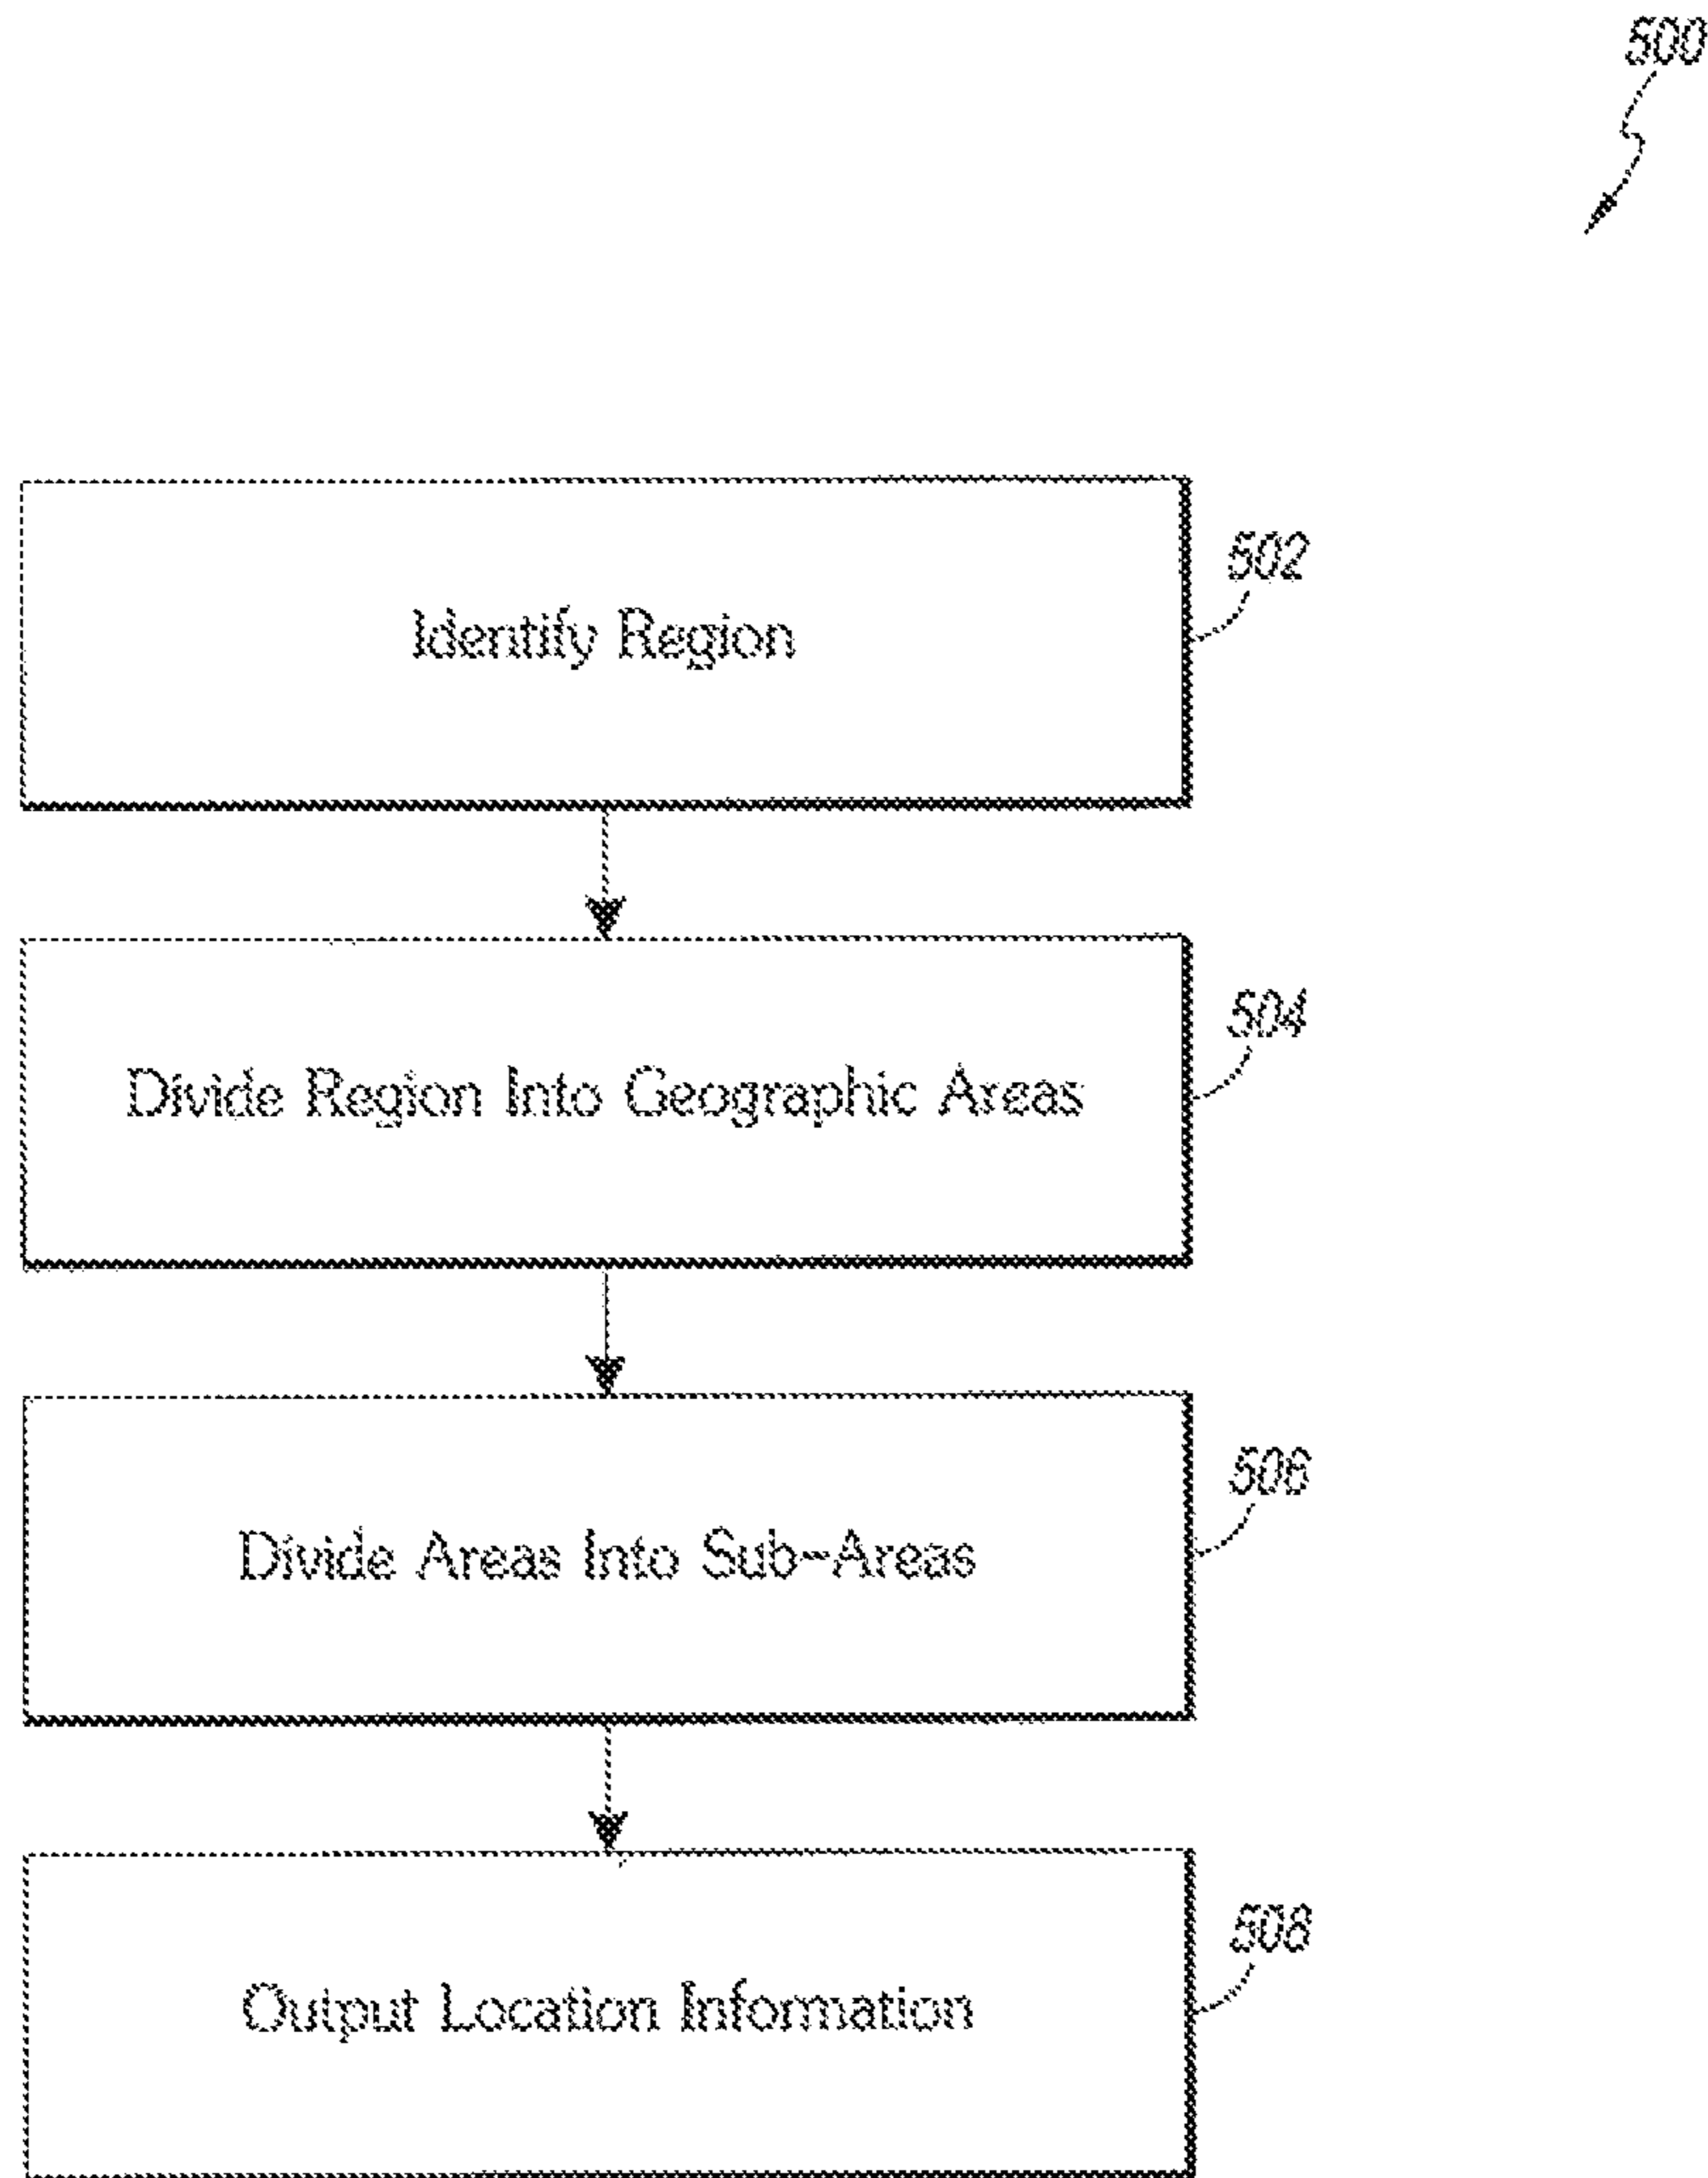 500
Identify Region
502
Divide Region Into Geographic Areas
504
Divide Areas Into Sub-Areas
506
Output Location Information
508